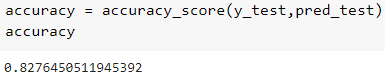 accuracy = accuracy_score(y_test,pred_test)
accuracy
0.8276450511945392